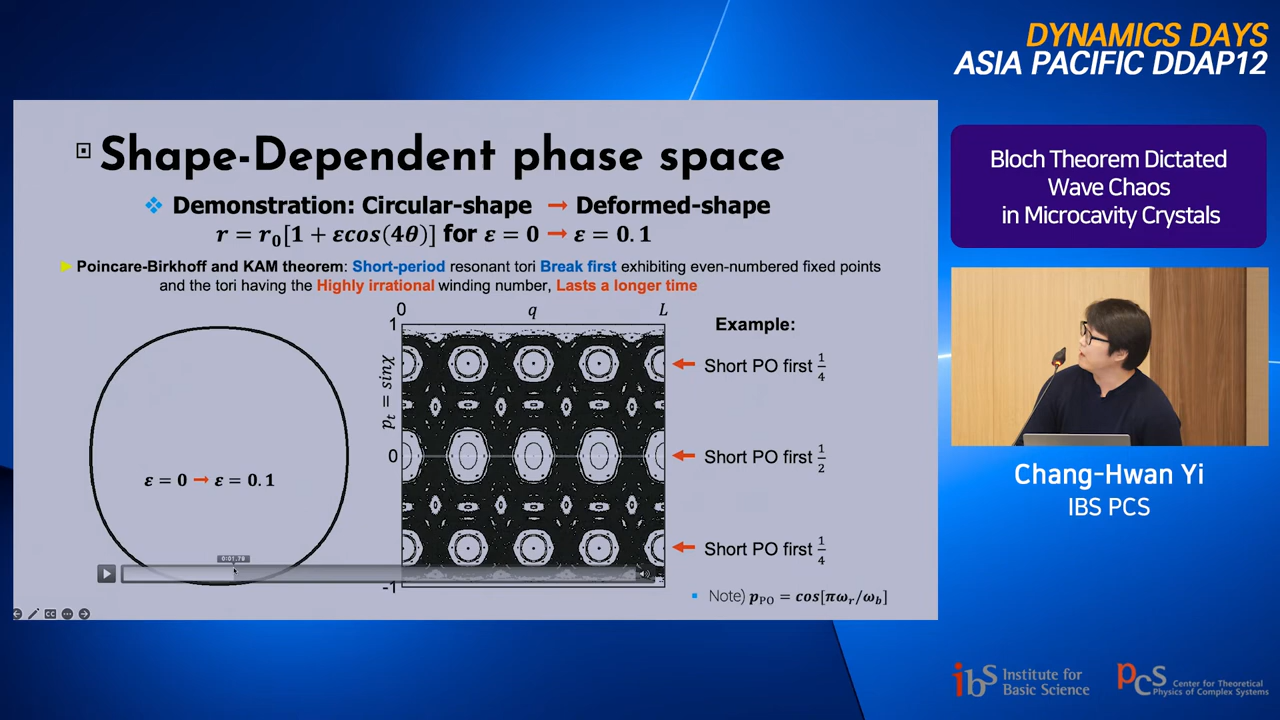 DYNAMICS DAYS
ASIA PACIFIC DDAP12
Bloch Theorem Dictated
Wave Chaos
in Microcavity Crystals
Chang-Hwan Yi
IBS PCS
Shape-Dependent phase space
Demonstration: Circular-shape → Deformed-shape
r = r₀[1 + εcos(4θ)] for ε = 0 → ε = 0.1
Poincare-Birkhoff and KAM theorem: Short-period resonant tori Break first exhibiting even-numbered fixed points
and the tori having the Highly irrational winding number, Lasts a longer time
0 q L
1
pₜ = sinχ
0
-1
ε = 0 → ε = 0.1
0:01.78
Example:
Short PO first 1/4
Short PO first 1/2
Short PO first 1/4
Note) p_PO = cos[πω_r/ω_b]
ibS Institute for
Basic Science
PCS Center for Theoretical
Physics of Complex Systems